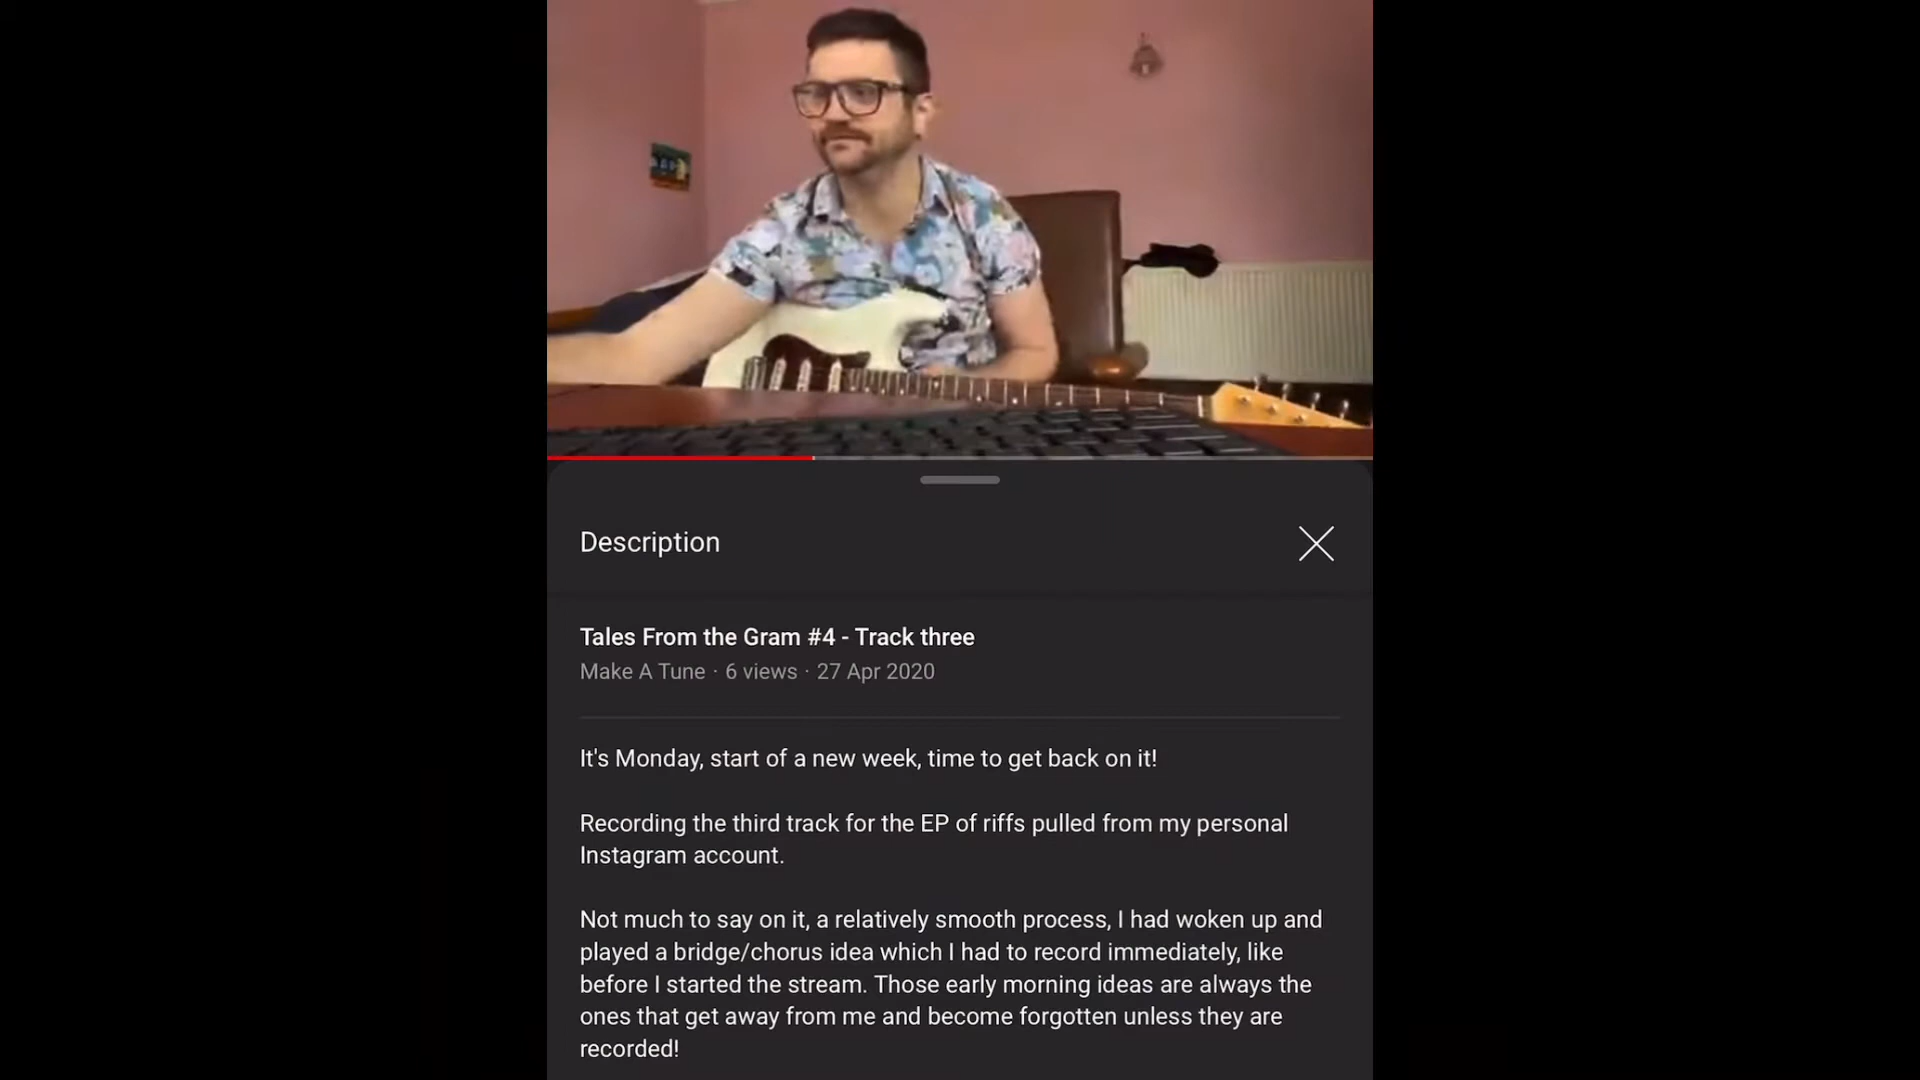 Description
Tales From the Gram #4 - Track three
Make A Tune · 6 views · 27 Apr 2020
It's Monday, start of a new week, time to get back on it!
Recording the third track for the EP of riffs pulled from my personal
Instagram account.
Not much to say on it, a relatively smooth process, I had woken up and
played a bridge/chorus idea which I had to record immediately, like
before I started the stream. Those early morning ideas are always the
ones that get away from me and become forgotten unless they are
recorded!